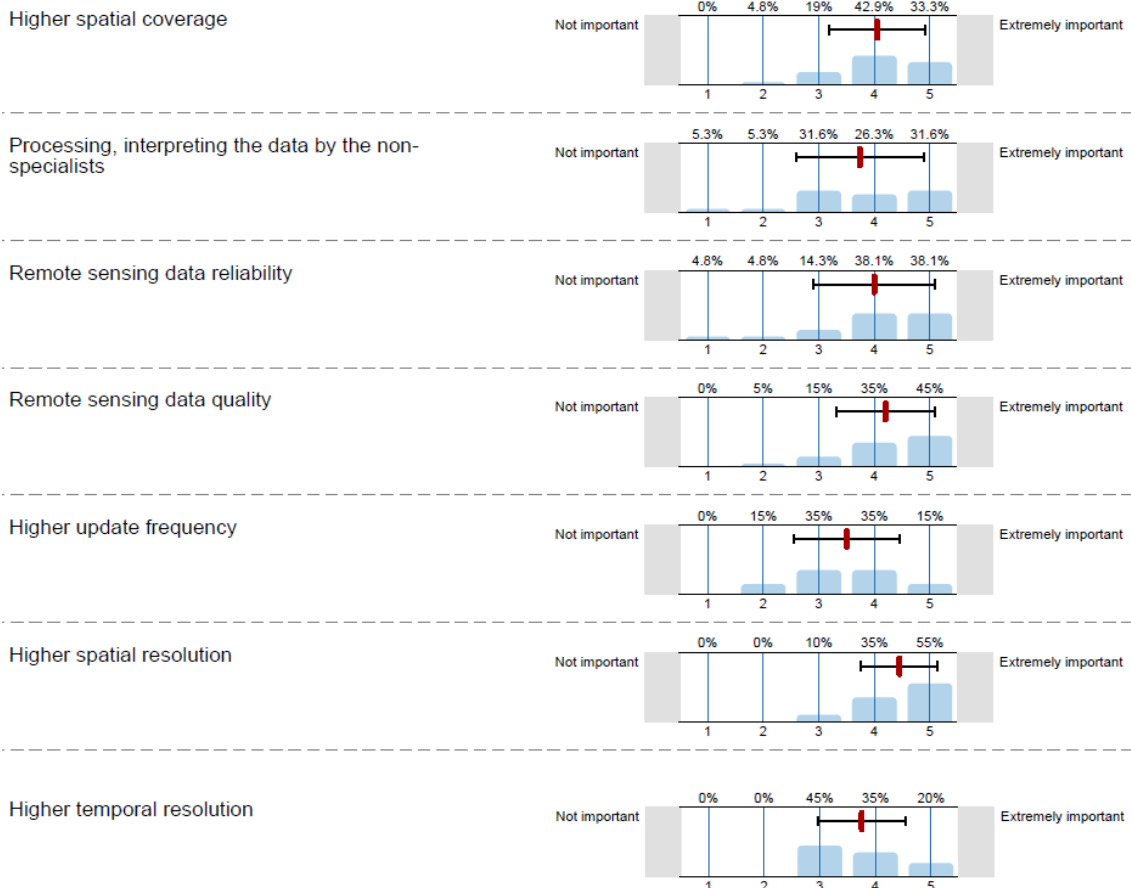 Higher spatial coverage
0% 4.8% 19% 42.9% 33.3%
Not important Extremely important
1 2 3 4 5
Processing, interpreting the data by the non-
specialists
5.3% 5.3% 31.6% 26.3% 31.6%
Not important Extremely important
1 2 3 4 5
Remote sensing data reliability
4.8% 4.8% 14.3% 38.1% 38.1%
Not important Extremely important
1 2 3 4 5
Remote sensing data quality
0% 5% 15% 35% 45%
Not important Extremely important
1 2 3 4 5
Higher update frequency
0% 15% 35% 35% 15%
Not important Extremely important
1 2 3 4 5
Higher spatial resolution
0% 0% 10% 35% 55%
Not important Extremely important
1 2 3 4 5
Higher temporal resolution
0% 0% 45% 35% 20%
Not important Extremely important
1 2 3 4 5